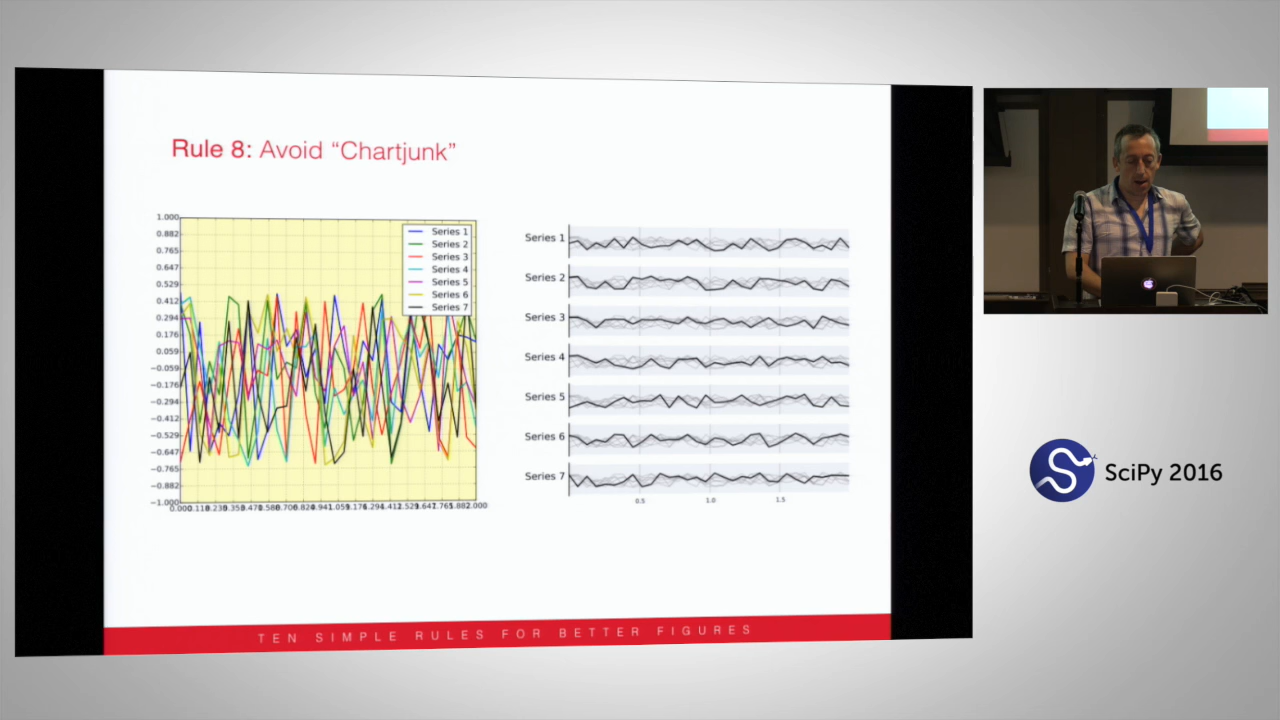 Rule 8: Avoid “Chartjunk”
1.000
0.882
0.765
0.647
0.529
0.412
0.294
0.176
0.059
−0.059
−0.176
−0.294
−0.412
−0.529
−0.647
−0.765
−0.882
−1.000
Series 1
Series 2
Series 3
Series 4
Series 5
Series 6
Series 7
Series 1
Series 2
Series 3
Series 4
Series 5
Series 6
Series 7
0.5 1.0 1.5
TEN SIMPLE RULES FOR BETTER FIGURES
SciPy 2016